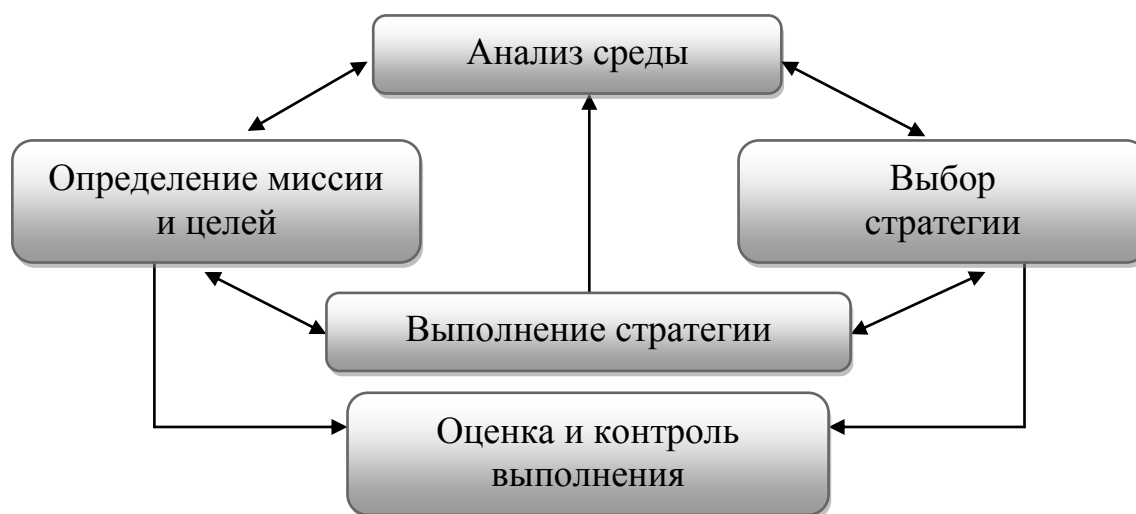 Анализ среды
Определение миссии
и целей
Выбор
стратегии
Выполнение стратегии
Оценка и контроль
выполнения